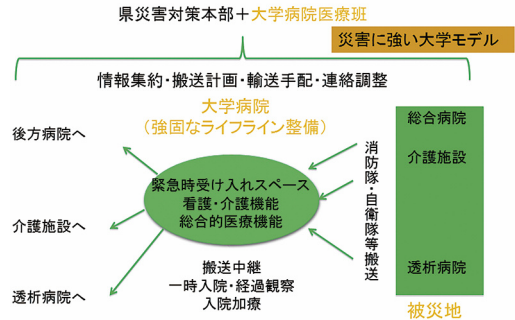 県災害対策本部＋大学病院医療班
災害に強い大学モデル
情報集約・搬送計画・輸送手配・連絡調整
大学病院
（強固なライフライン整備）
後方病院へ
介護施設へ
透析病院へ
緊急時受け入れスペース
看護・介護機能
総合的医療機能
搬送中継
一時入院・経過観察
入院加療
消防隊・自衛隊等搬送
総合病院
介護施設
透析病院
被災地